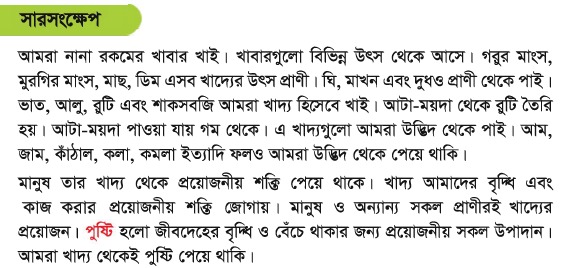 সারসংক্ষেপ
আমরা নানা রকমের খাবার খাই। খাবারগুলো বিভিন্ন উৎস থেকে আসে। গরুর মাংস,
মুরগির মাংস, মাছ, ডিম এসব খাদ্যের উৎস প্রাণী। ঘি, মাখন এবং দুধও প্রাণী থেকে পাই।
ভাত, আলু, রুটি এবং শাকসবজি আমরা খাদ্য হিসেবে খাই। আটা-ময়দা থেকে রুটি তৈরি
হয়। আটা-ময়দা পাওয়া যায় গম থেকে। এ খাদ্যগুলো আমরা উদ্ভিদ থেকে পাই। আম,
জাম, কাঁঠাল, কলা, কমলা ইত্যাদি ফলও আমরা উদ্ভিদ থেকে পেয়ে থাকি।
মানুষ তার খাদ্য থেকে প্রয়োজনীয় শক্তি পেয়ে থাকে। খাদ্য আমাদের বৃদ্ধি এবং
কাজ করার প্রয়োজনীয় শক্তি জোগায়। মানুষ ও অন্যান্য সকল প্রাণীরই খাদ্যের
প্রয়োজন। পুষ্টি হলো জীবদেহের বৃদ্ধি ও বেঁচে থাকার জন্য প্রয়োজনীয় সকল উপাদান।
আমরা খাদ্য থেকেই পুষ্টি পেয়ে থাকি।